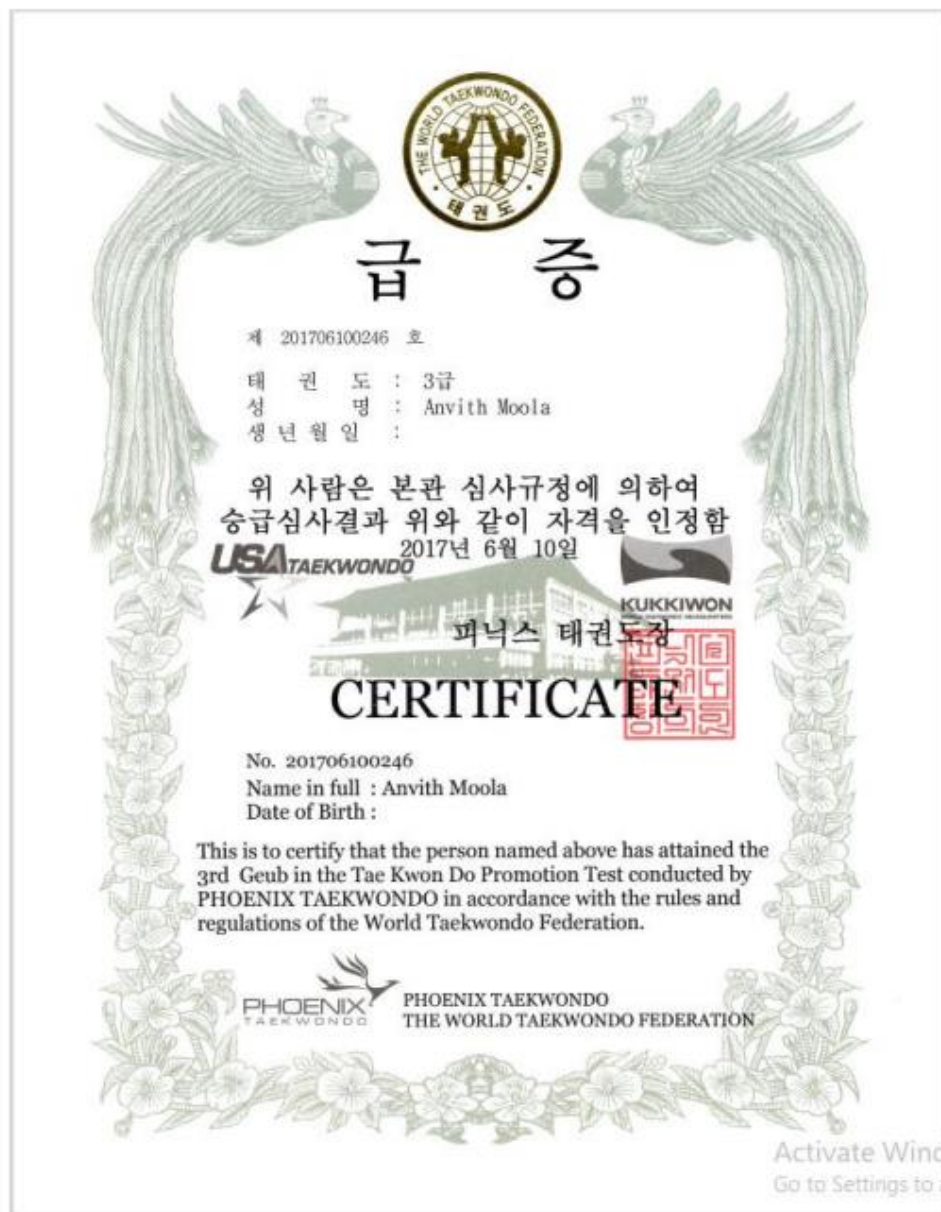 THE WORLD TAEKWONDO FEDERATION
태권도
급 증
제 201706100246 호
태 권 도 : 3급
성 명 : Anvith Moola
생 년 월 일 :
위 사람은 본관 심사규정에 의하여
승급심사결과 위와 같이 자격을 인정함
2017년 6월 10일
USA TAEKWONDO
KUKKIWON
피닉스 태권도장
CERTIFICATE
No. 201706100246
Name in full : Anvith Moola
Date of Birth :
This is to certify that the person named above has attained the
3rd Geub in the Tae Kwon Do Promotion Test conducted by
PHOENIX TAEKWONDO in accordance with the rules and
regulations of the World Taekwondo Federation.
PHOENIX
TAEKWONDO
PHOENIX TAEKWONDO
THE WORLD TAEKWONDO FEDERATION
Activate Wind
Go to Settings to